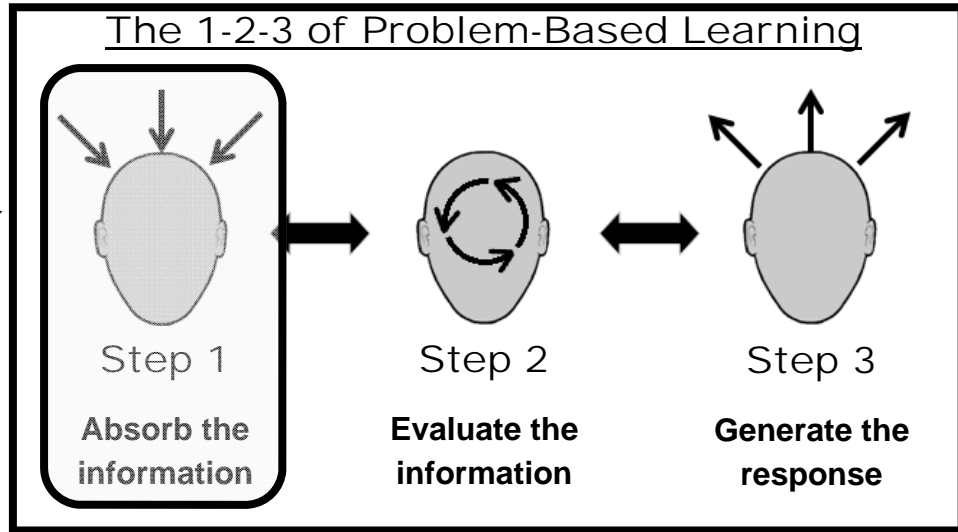 The 1-2-3 of Problem-Based Learning
Step 1
Absorb the
information
Step 2
Evaluate the
information
Step 3
Generate the
response